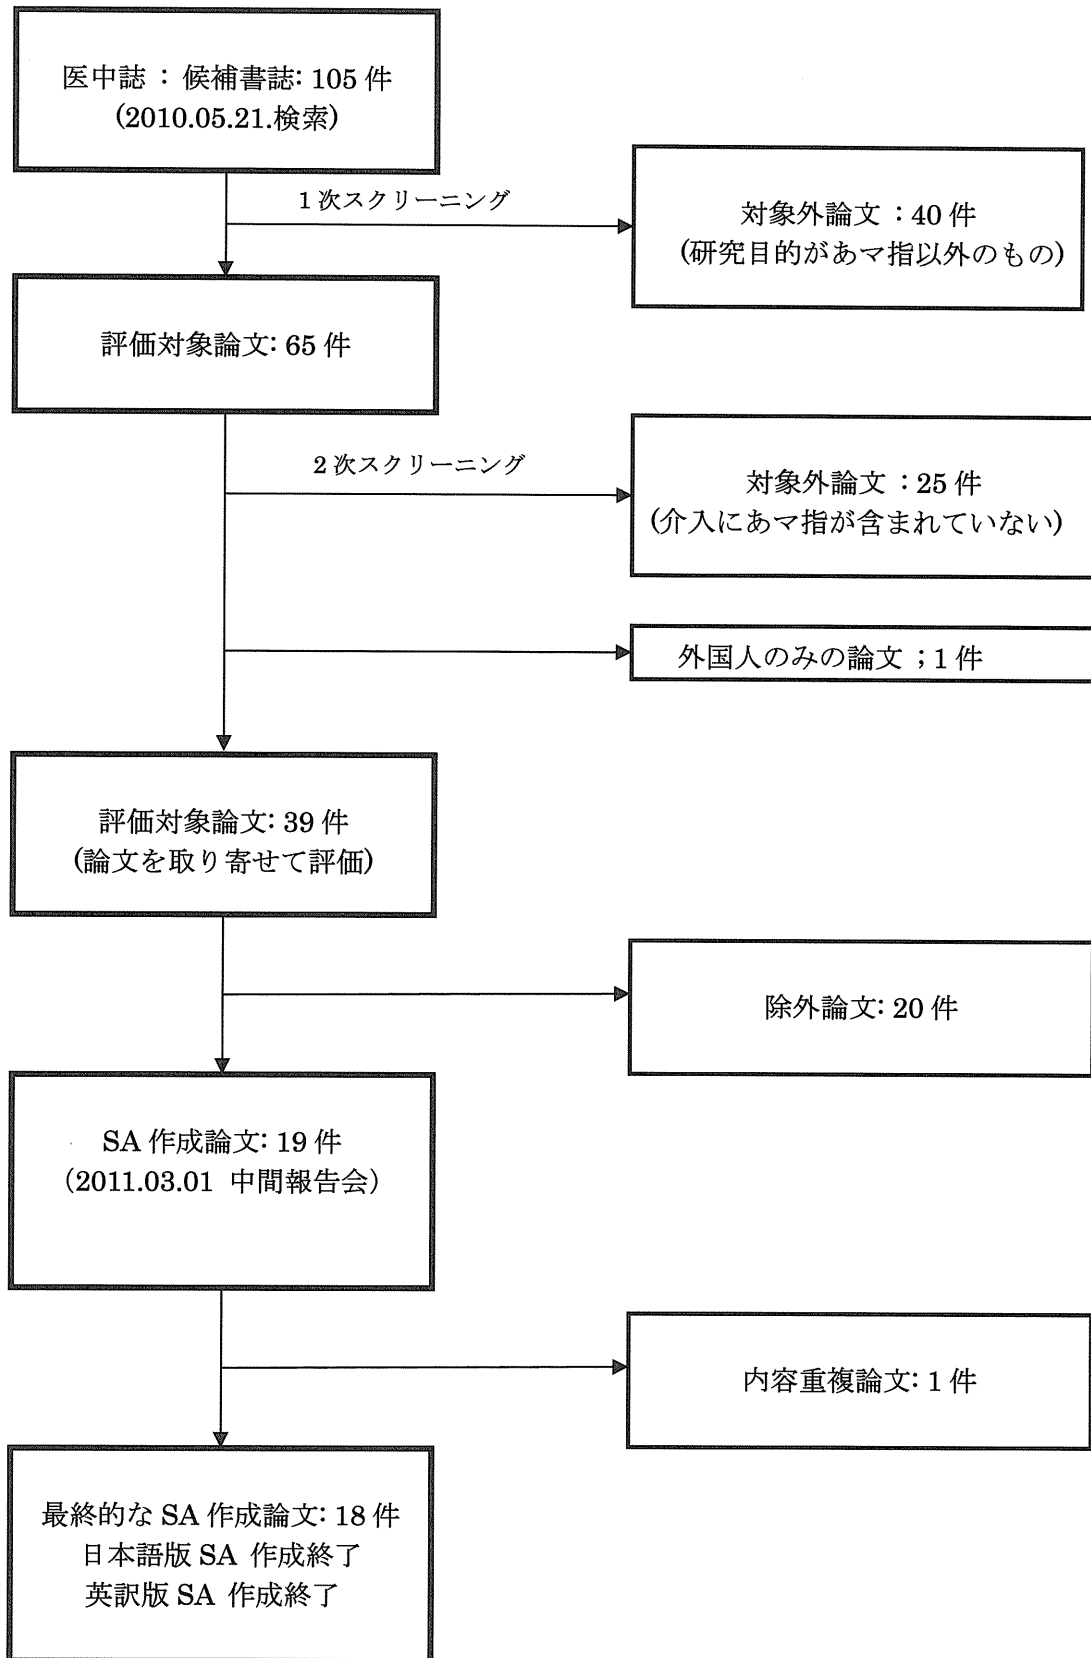 医中誌 : 候補書誌: 105 件
(2010.05.21.検索)
1 次スクリーニング
対象外論文 : 40 件
(研究目的があマ指以外のもの)
評価対象論文: 65 件
2 次スクリーニング
対象外論文 : 25 件
(介入にあマ指が含まれていない)
外国人のみの論文 ; 1 件
評価対象論文: 39 件
(論文を取り寄せて評価)
除外論文: 20 件
SA 作成論文: 19 件
(2011.03.01 中間報告会)
内容重複論文: 1 件
最終的な SA 作成論文: 18 件
日本語版 SA 作成終了
英訳版 SA 作成終了